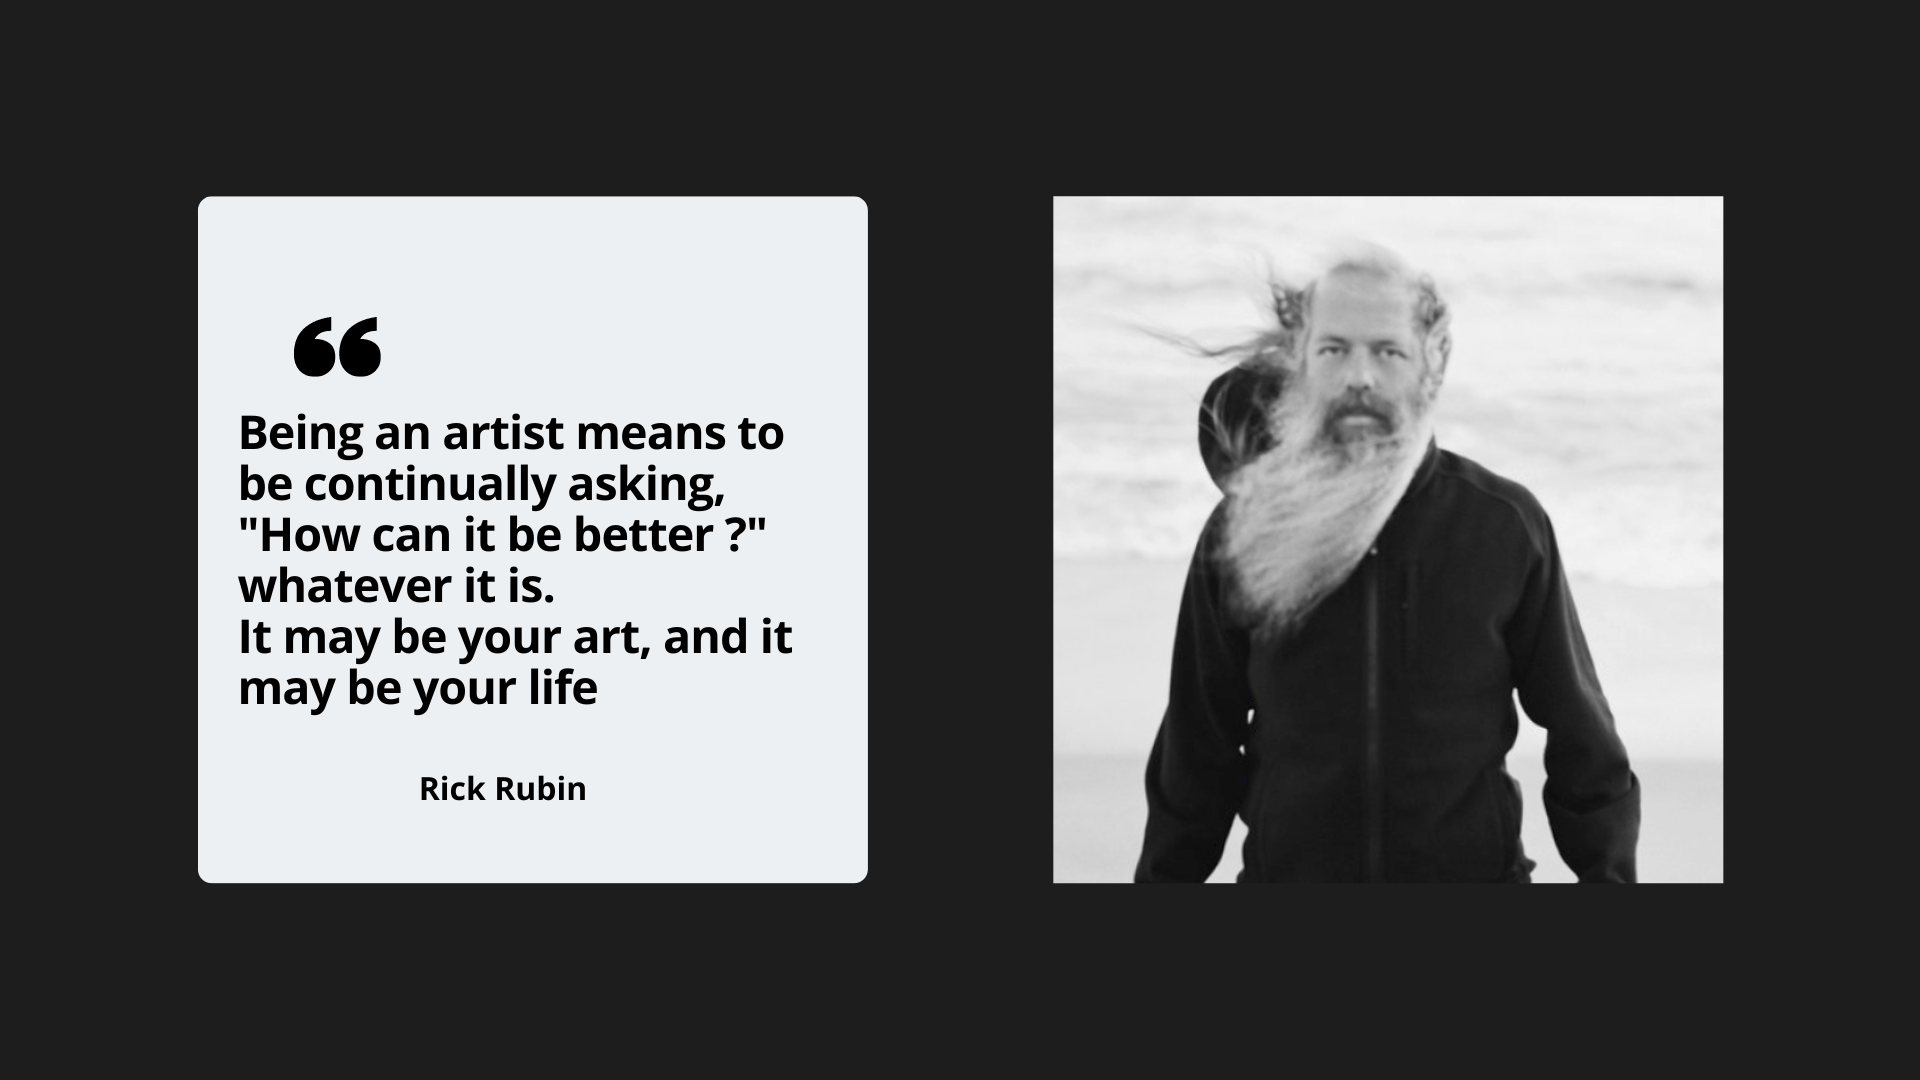 ❝
Being an artist means to
be continually asking,
"How can it be better ?"
whatever it is.
It may be your art, and it
may be your life
Rick Rubin